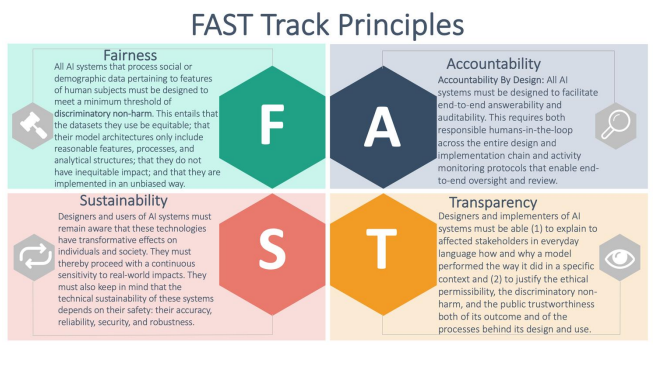 FAST Track Principles
Fairness
All AI systems that process social or
demographic data pertaining to features
of human subjects must be designed to
meet a minimum threshold of
discriminatory non-harm. This entails that
the datasets they use be equitable; that
their model architectures only include
reasonable features, processes, and
analytical structures; that they do not
have inequitable impact; and that they are
implemented in an unbiased way.
F
A
Accountability
Accountability By Design: All AI
systems must be designed to facilitate
end-to-end answerability and
auditability. This requires both
responsible humans-in-the-loop
across the entire design and
implementation chain and activity
monitoring protocols that enable end-
to-end oversight and review.
Sustainability
Designers and users of AI systems must
remain aware that these technologies
have transformative effects on
individuals and society. They must
thereby proceed with a continuous
sensitivity to real-world impacts. They
must also keep in mind that the
technical sustainability of these systems
depends on their safety: their accuracy,
reliability, security, and robustness.
S
T
Transparency
Designers and implementers of AI
systems must be able (1) to explain to
affected stakeholders in everyday
language how and why a model
performed the way it did in a specific
context and (2) to justify the ethical
permissibility, the discriminatory non-
harm, and the public trustworthiness
both of its outcome and of the
processes behind its design and use.